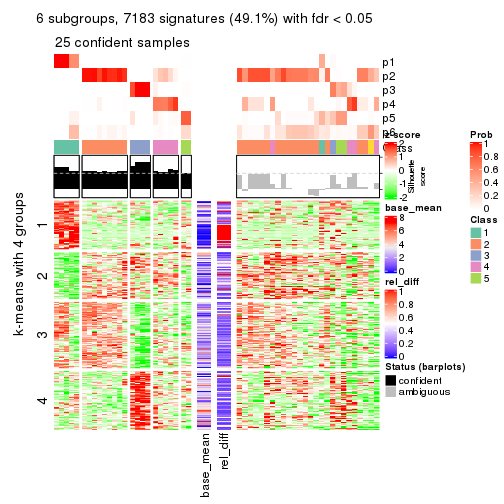 6 subgroups, 7183 signatures (49.1%) with fdr < 0.05
25 confident samples
p1
p2
p3
p4
p5
p6
Class
z-score
2
1
0
-1
-2
Silhouette
score
base_mean
8
6
4
2
0
rel_diff
1
0.8
0.6
0.4
0.2
0
Status (barplots)
confident
ambiguous
Prob
1
0.8
0.6
0.4
0.2
0
Class
1
2
3
4
5
k-means with 4 groups
1
2
3
4
base_mean
rel_diff